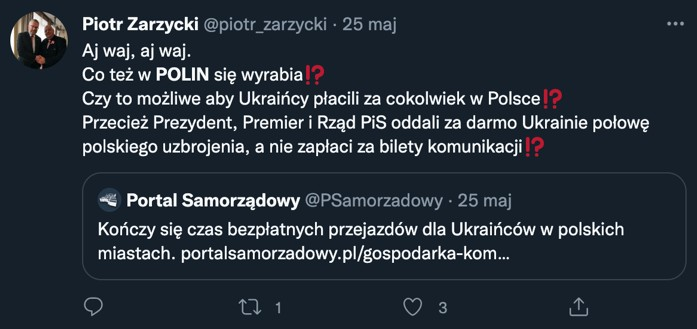 Piotr Zarzycki @piotr_zarzycki · 25 maj
Aj waj, aj waj.
Co też w POLIN się wyrabia⁉️
Czy to możliwe aby Ukraińcy płacili za cokolwiek w Polsce⁉️
Przecież Prezydent, Premier i Rząd PiS oddali za darmo Ukrainie połowę
polskiego uzbrojenia, a nie zapłaci za bilety komunikacji⁉️
Portal Samorządowy @PSamorzadowy · 25 maj
Kończy się czas bezpłatnych przejazdów dla Ukraińców w polskich
miastach. portalsamorzadowy.pl/gospodarka-kom...
1 3